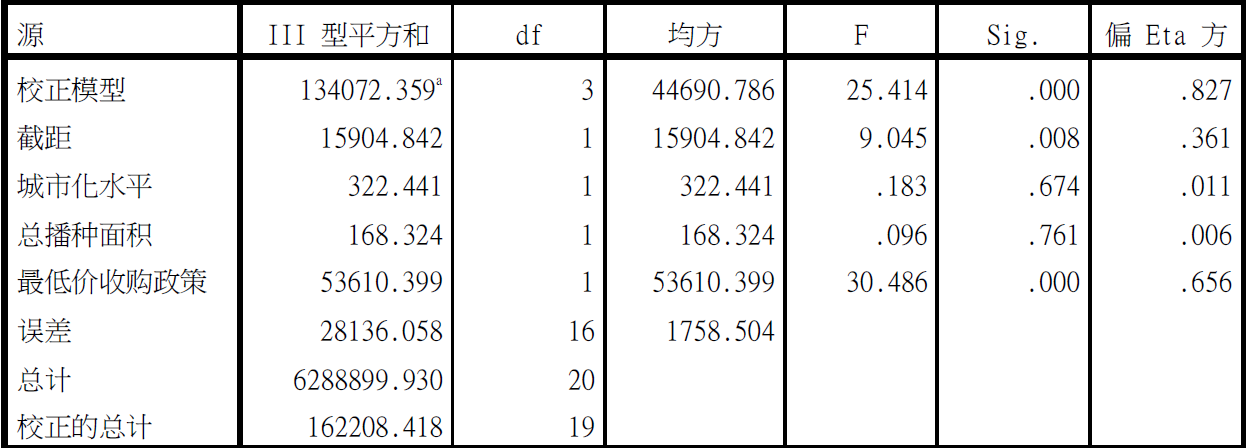 源 III 型平方和 df 均方 F Sig. 偏 Eta 方
校正模型 134072.359a 3 44690.786 25.414 .000 .827
截距 15904.842 1 15904.842 9.045 .008 .361
城市化水平 322.441 1 322.441 .183 .674 .011
总播种面积 168.324 1 168.324 .096 .761 .006
最低价收购政策 53610.399 1 53610.399 30.486 .000 .656
误差 28136.058 16 1758.504
总计 6288899.930 20
校正的总计 162208.418 19